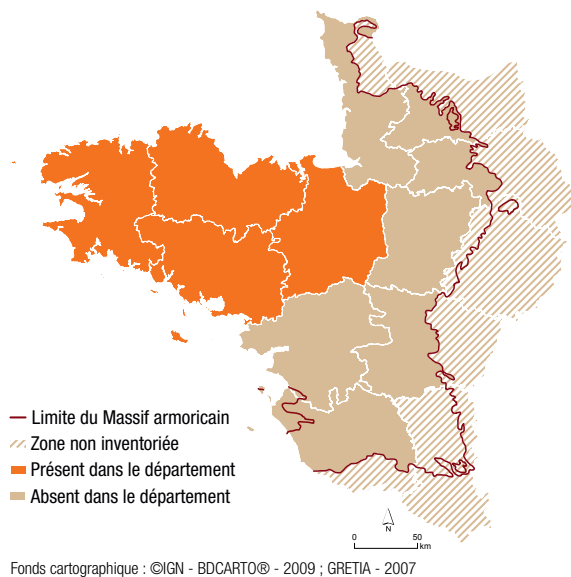 Limite du Massif armoricain
Zone non inventoriée
Présent dans le département
Absent dans le département
N
0 50
km
Fonds cartographique : ©IGN - BDCARTO® - 2009 ; GRETIA - 2007